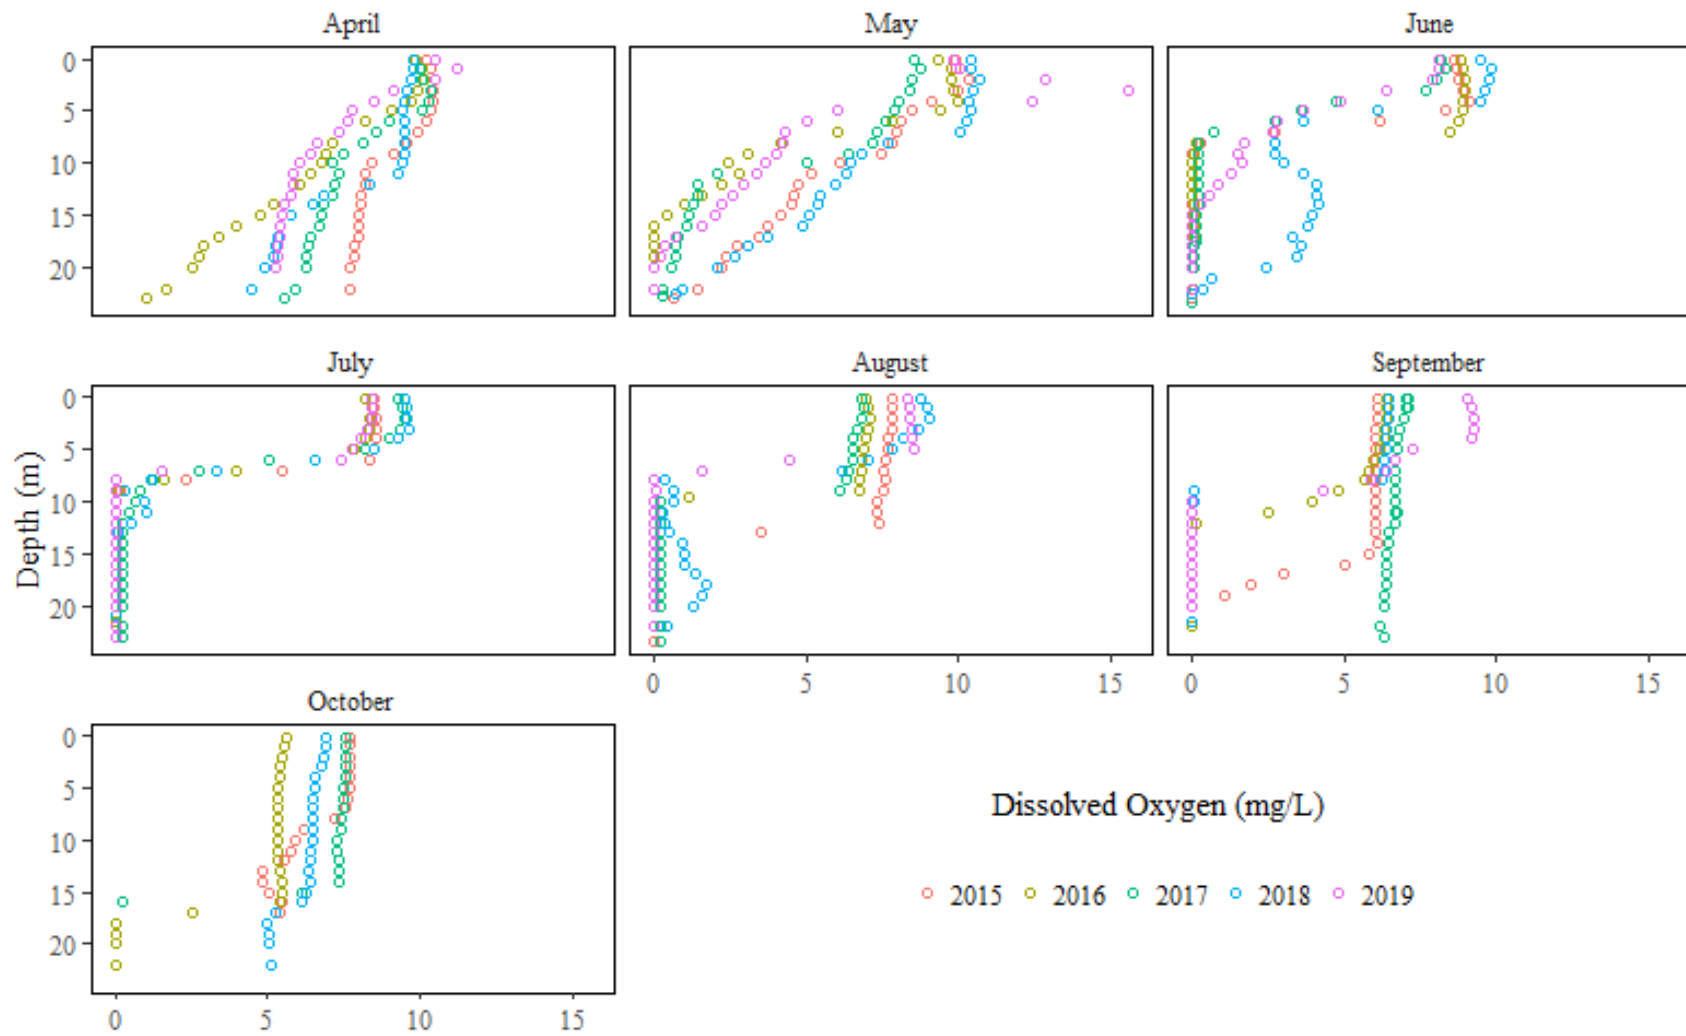 April May June
0
5
10
15
20
July August September
0
5
10
15
20
Depth (m)
0 5 10 15 0 5 10 15
October
0
5
10
15
20
0 5 10 15
Dissolved Oxygen (mg/L)
2015 2016 2017 2018 2019